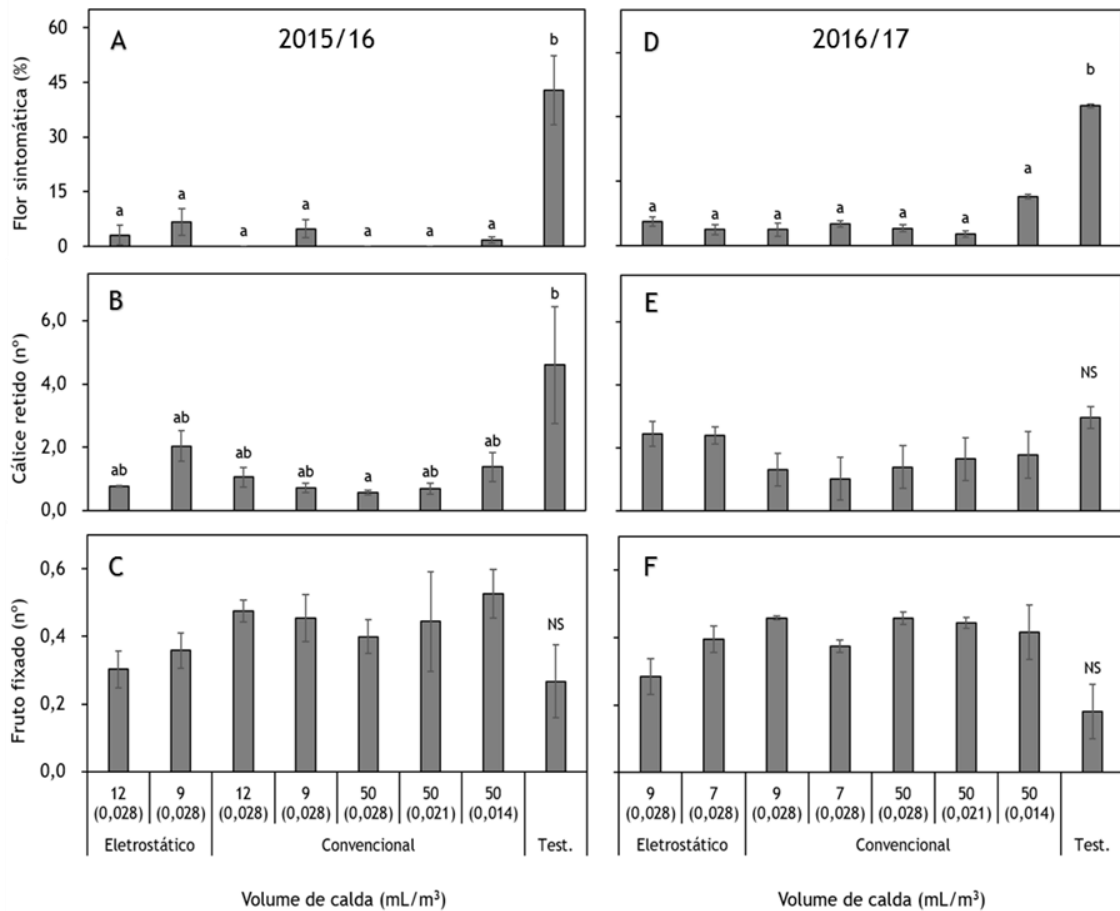 A 2015/16
Flor sintomática (%)
60
45
30
15
0
a a a a a a a b
D 2016/17
a a a a a a a b
B
Cálice retido (nº)
6,0
4,0
2,0
0,0
ab ab ab ab a ab ab b
E
NS
C
Fruto fixado (nº)
0,6
0,4
0,2
0,0
NS
F
NS
12 9 12 9 50 50 50
(0,028) (0,028) (0,028) (0,028) (0,028) (0,021) (0,014)
Eletrostático Convencional Test.
Volume de calda (mL/m³)
9 7 9 7 50 50 50
(0,028) (0,028) (0,028) (0,028) (0,028) (0,021) (0,014)
Eletrostático Convencional Test.
Volume de calda (mL/m³)